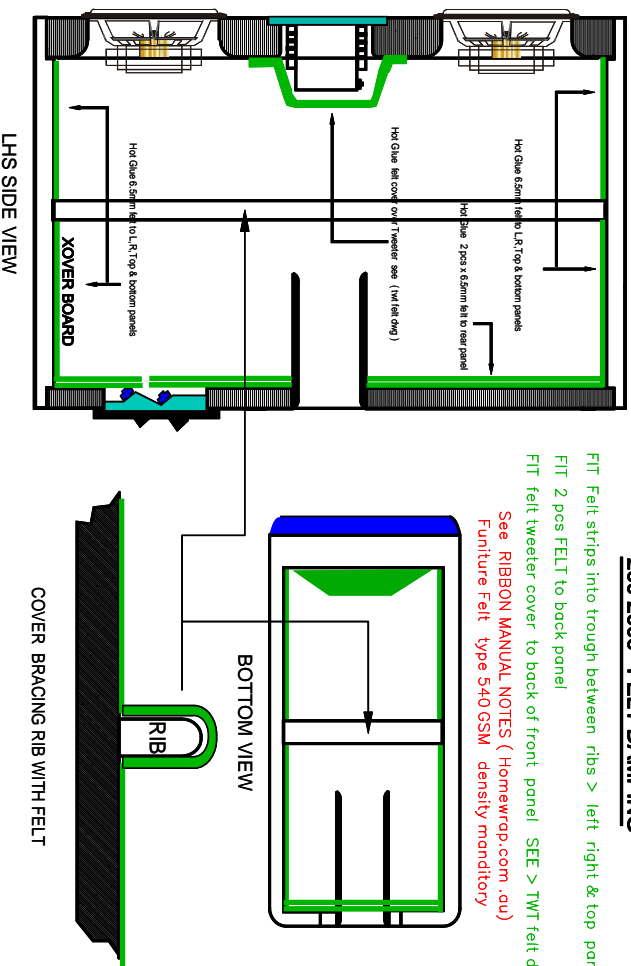 FIT Felt strips into trough between ribs > left right & top
FIT 2 pcs FELT to back panel
FIT felt tweeter cover to back of front panel SEE > TWT felt
See RIBBON MANUAL NOTES ( Homewrap.com .au)
Funiture Felt type 540 GSM density manditory
Hot Glue 6.5mm felt to L,R,Top & bottom panels
Hot Glue 2 pcs x 6.5mm felt to rear panel
Hot Glue felt cover over Tweeter see ( twt felt dwg )
Hot Glue 6.5mm felt to L,R,Top & bottom panels
XOVER BOARD
LHS SIDE VIEW
BOTTOM VIEW
RIB
COVER BRACING RIB WITH FELT